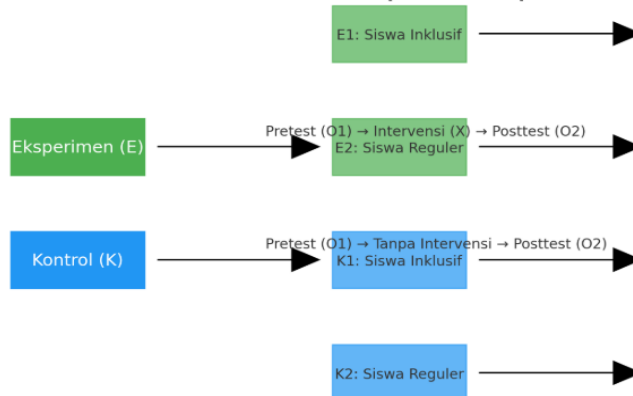 E1: Siswa Inklusif
Pretest (O1) → Intervensi (X) → Posttest (O2)
Eksperimen (E)
E2: Siswa Reguler
Pretest (O1) → Tanpa Intervensi → Posttest (O2)
Kontrol (K)
K1: Siswa Inklusif
K2: Siswa Reguler